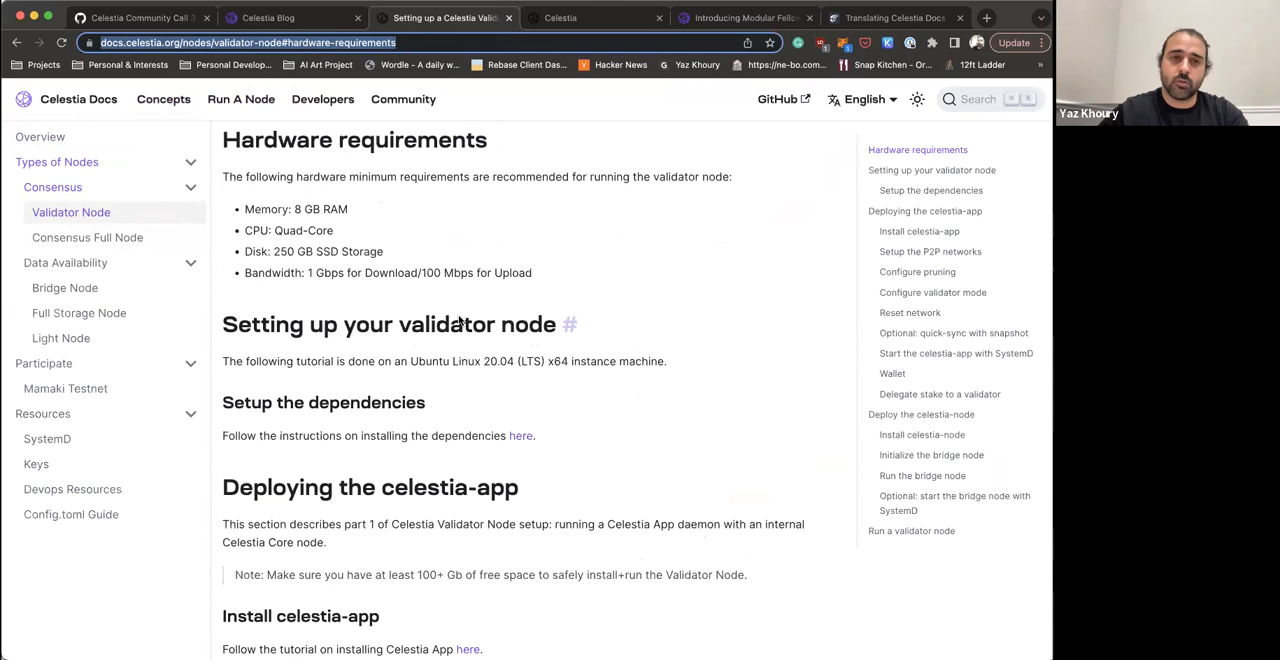 Celestia Community Call 3
Celestia Blog
Setting up a Celestia Valid
Celestia
Introducing Modular Fellow
Translating Celestia Docs
docs.celestia.org/nodes/validator-node#hardware-requirements
Update
Projects
Personal & Interests
Personal Develop...
AI Art Project
Wordle - A daily w...
Rebase Client Das...
Hacker News
Yaz Khoury
https://ne-bo.com...
Snap Kitchen - Or...
12ft Ladder
»
Yaz Khoury
Celestia Docs
Concepts
Run A Node
Developers
Community
GitHub
English
Search
K
Overview
Types of Nodes
Consensus
Validator Node
Consensus Full Node
Data Availability
Bridge Node
Full Storage Node
Light Node
Participate
Mamaki Testnet
Resources
SystemD
Keys
Devops Resources
Config.toml Guide
Hardware requirements
The following hardware minimum requirements are recommended for running the validator node:
• Memory: 8 GB RAM
• CPU: Quad-Core
• Disk: 250 GB SSD Storage
• Bandwidth: 1 Gbps for Download/100 Mbps for Upload
Setting up your validator node #
The following tutorial is done on an Ubuntu Linux 20.04 (LTS) x64 instance machine.
Setup the dependencies
Follow the instructions on installing the dependencies here.
Deploying the celestia-app
This section describes part 1 of Celestia Validator Node setup: running a Celestia App daemon with an internal
Celestia Core node.
Note: Make sure you have at least 100+ Gb of free space to safely install+run the Validator Node.
Install celestia-app
Follow the tutorial on installing Celestia App here.
Hardware requirements
Setting up your validator node
Setup the dependencies
Deploying the celestia-app
Install celestia-app
Setup the P2P networks
Configure pruning
Configure validator mode
Reset network
Optional: quick-sync with snapshot
Start the celestia-app with SystemD
Wallet
Delegate stake to a validator
Deploy the celestia-node
Install celestia-node
Initialize the bridge node
Run the bridge node
Optional: start the bridge node with
SystemD
Run a validator node